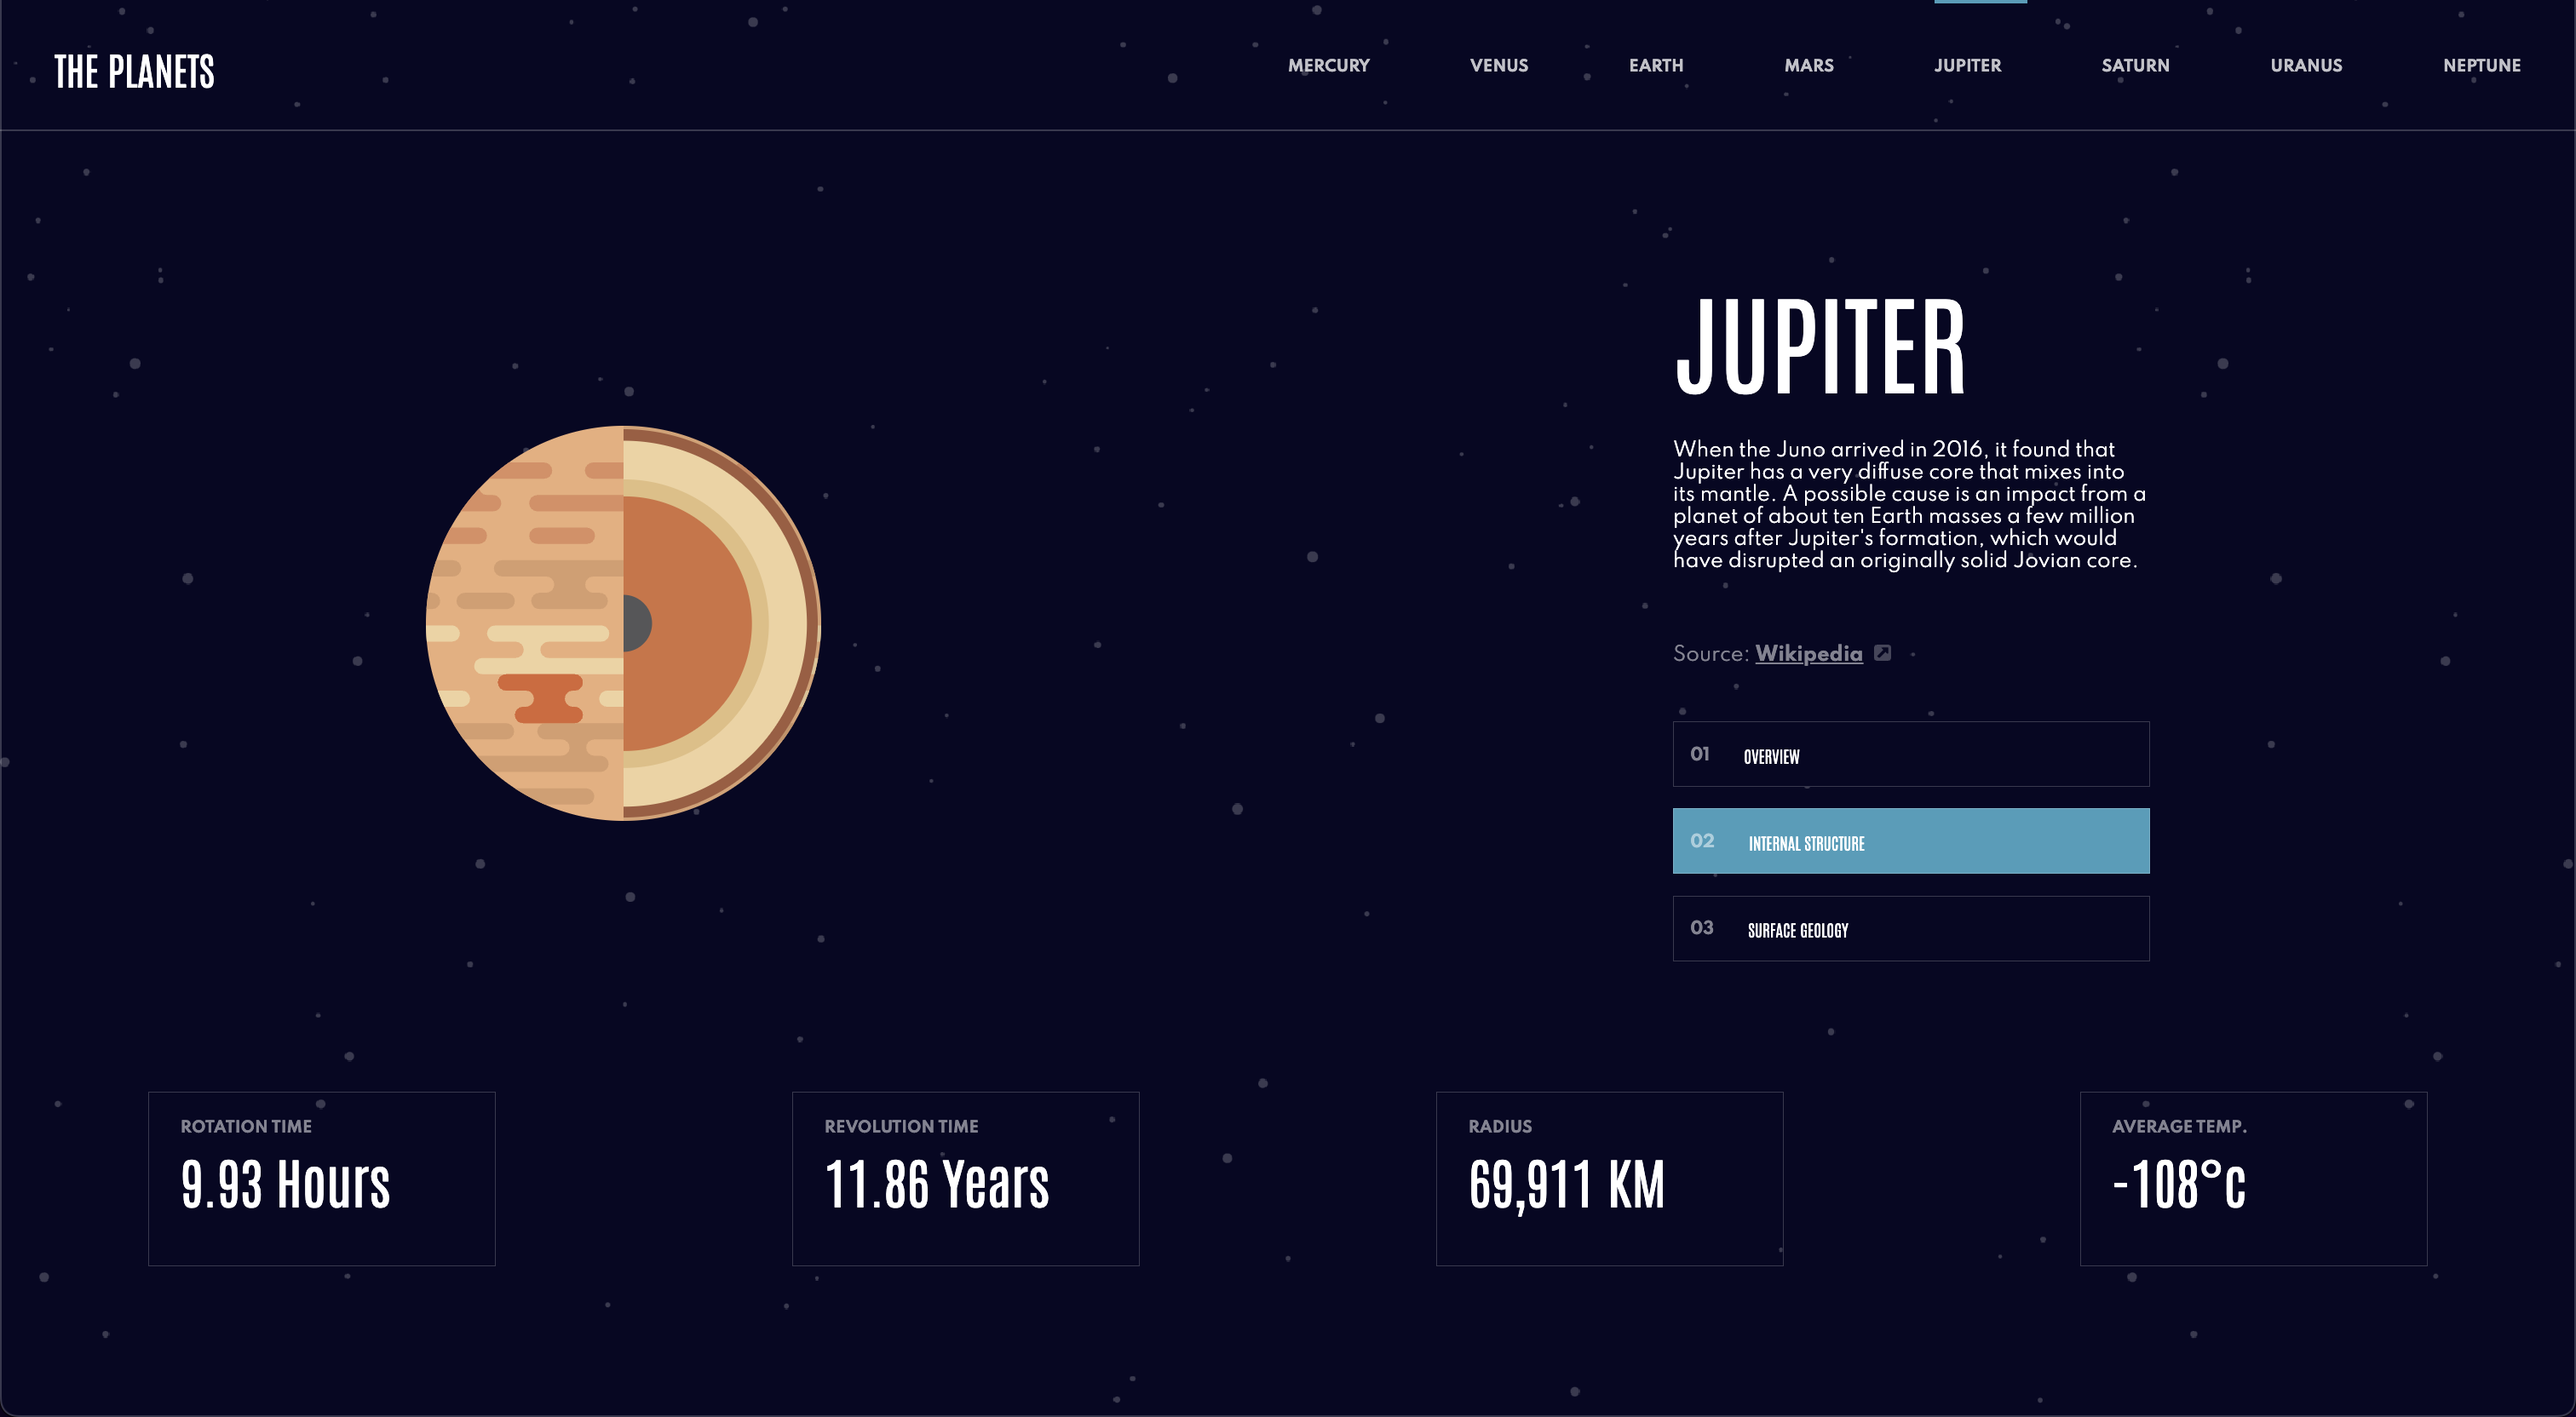 THE PLANETS
MERCURY VENUS EARTH MARS JUPITER SATURN URANUS NEPTUNE
JUPITER
When the Juno arrived in 2016, it found that
Jupiter has a very diffuse core that mixes into
its mantle. A possible cause is an impact from a
planet of about ten Earth masses a few million
years after Jupiter's formation, which would
have disrupted an originally solid Jovian core.
Source: Wikipedia
01 OVERVIEW
02 INTERNAL STRUCTURE
03 SURFACE GEOLOGY
ROTATION TIME
9.93 Hours
REVOLUTION TIME
11.86 Years
RADIUS
69,911 KM
AVERAGE TEMP.
-108°c